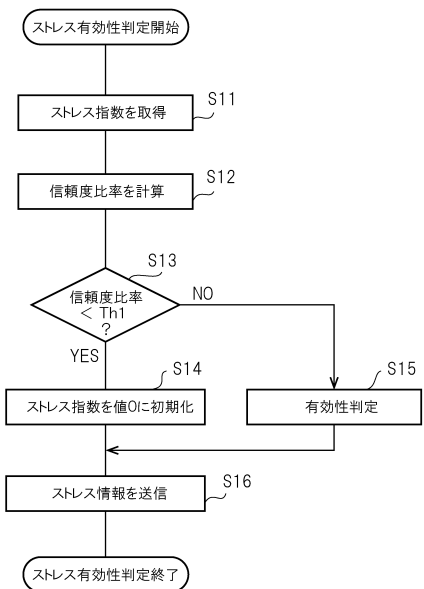 ストレス有効性判定開始
S11
ストレス指数を取得
S12
信頼度比率を計算
S13
信頼度比率
< Th1
?
NO
YES
S14
ストレス指数を値0に初期化
S15
有効性判定
S16
ストレス情報を送信
ストレス有効性判定終了